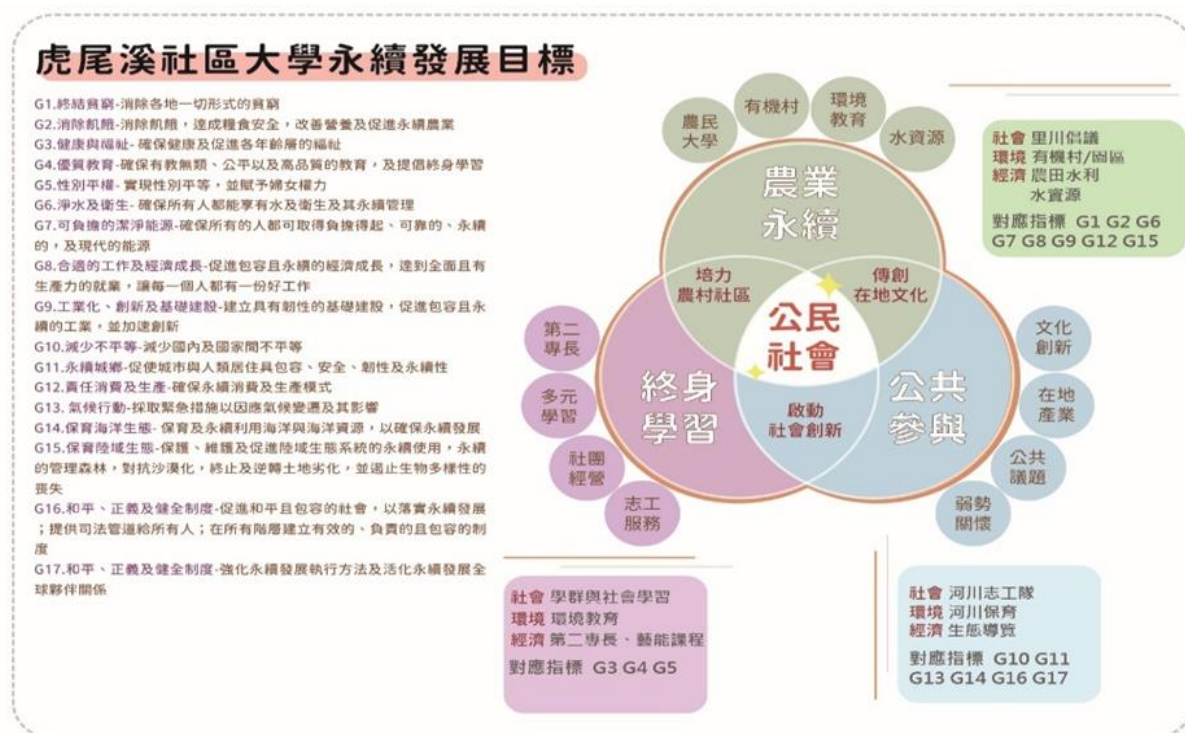 虎尾溪社區大學永續發展目標
G1.終結貧窮-消除各地一切形式的貧窮
G2.消除飢餓-消除飢餓，達成糧食安全，改善營養及促進永續農業
G3.健康與福祉-確保健康及促進各年齡層的福祉
G4.優質教育-確保有教無類、公平以及高品質的教育，及提倡終身學習
G5.性別平權-實現性別平等，並賦予婦女權力
G6.淨水及衛生-確保所有人都能享有水及衛生及其永續管理
G7.可負擔的潔淨能源-確保所有的人都可取得負擔得起、可靠的、永續
的，及現代的能源
G8.合適的工作及經濟成長-促進包容且永續的經濟成長，達到全面且有
生產力的就業，讓每一個人都有一份好工作
G9.工業化、創新及基礎建設-建立具有韌性的基礎建設，促進包容且永
續的工業，並加速創新
G10.減少不平等-減少國內及國家間不平等
G11.永續城鄉-促使城市與人類居住具包容、安全、韌性及永續性
G12.責任消費及生產-確保永續消費及生產模式
G13.氣候行動-採取緊急措施以因應氣候變遷及其影響
G14.保育海洋生態-保育及永續利用海洋與海洋資源，以確保永續發展
G15.保育陸域生態-保護、維護及促進陸域生態系統的永續使用，永續
的管理森林，對抗沙漠化，終止及逆轉土地劣化，並遏止生物多樣性的
喪失
G16.和平、正義及健全制度-促進和平且包容的社會，以落實永續發展
；提供司法管道給所有人；在所有階層建立有效的、負責的且包容的制
度
G17.和平、正義及健全制度-強化永續發展執行方法及活化永續發展全
球夥伴關係
農民
大學
有機村
環境
教育
水資源
農業
永續
培力
農村社區
傳創
在地文化
公民
社會
終身
學習
公共
參與
啟動
社會創新
第二
專長
多元
學習
社團
經營
志工
服務
文化
創新
在地
產業
公共
議題
弱勢
關懷
社會 里川倡議
環境 有機村/園區
經濟 農田水利
水資源
對應指標 G1 G2 G6
G7 G8 G9 G12 G15
社會 學群與社會學習
環境 環境教育
經濟 第二專長、藝能課程
對應指標 G3 G4 G5
社會 河川志工隊
環境 河川保育
經濟 生態導覽
對應指標 G10 G11
G13 G14 G16 G17